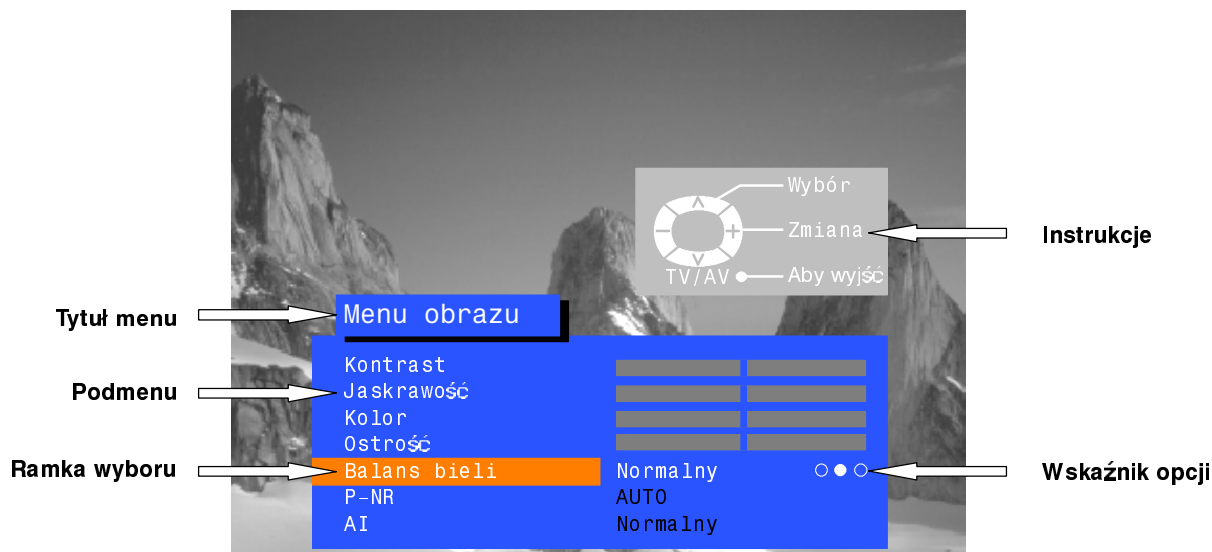 Wybór
Zmiana
Instrukcje
TV/AV
Aby wyjść
Tytuł menu
Menu obrazu
Kontrast
Podmenu
Jaskrawość
Kolor
Ostrość
Ramka wyboru
Balans bieli
Normalny
Wskaźnik opcji
P-NR
AUTO
AI
Normalny